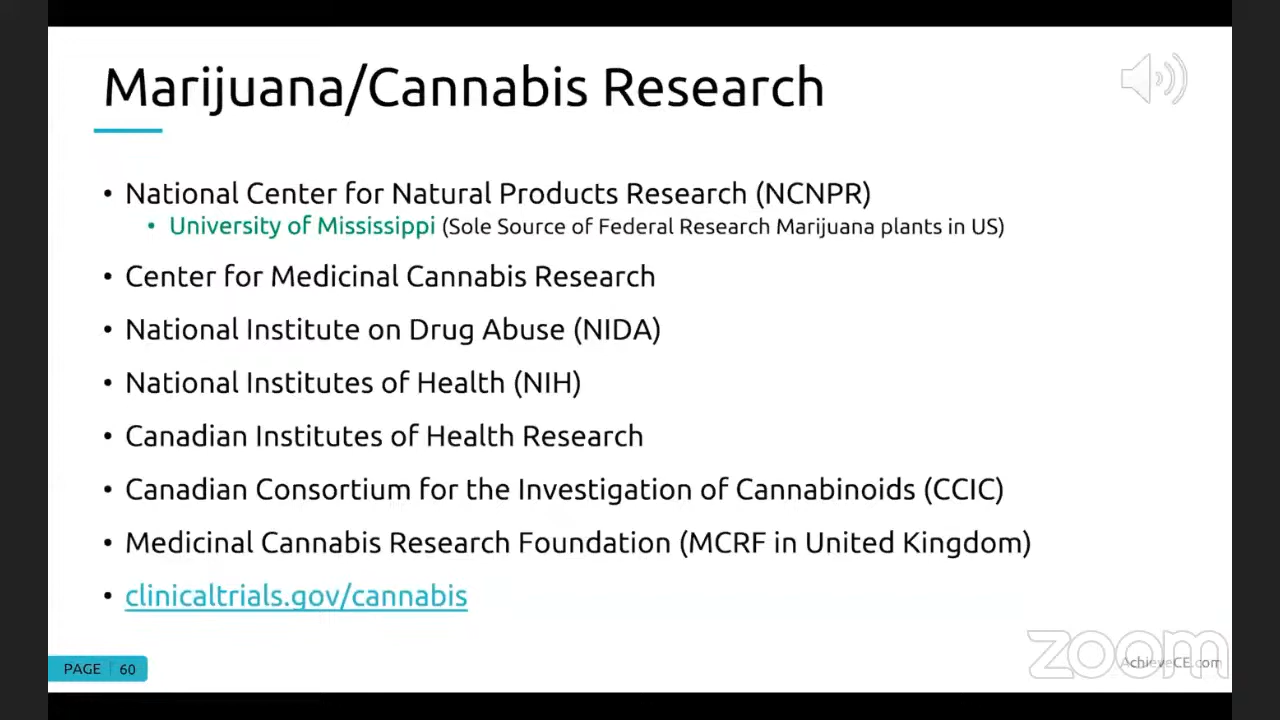 Marijuana/Cannabis Research
• National Center for Natural Products Research (NCNPR)
• University of Mississippi (Sole Source of Federal Research Marijuana plants in US)
• Center for Medicinal Cannabis Research
• National Institute on Drug Abuse (NIDA)
• National Institutes of Health (NIH)
• Canadian Institutes of Health Research
• Canadian Consortium for the Investigation of Cannabinoids (CCIC)
• Medicinal Cannabis Research Foundation (MCRF in United Kingdom)
• clinicaltrials.gov/cannabis
PAGE | 60
AchieveCE.com
zoom